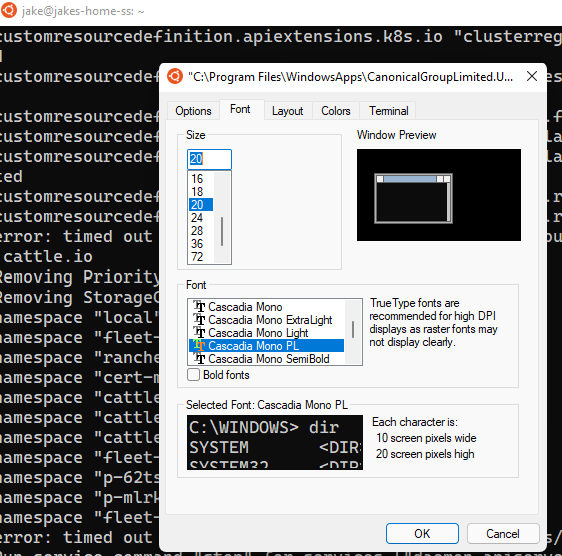 jake@jakes-home-ss: ~
customresourcedefinition.apiextensions.k8s.io "clusterreg
"C:\Program Files\WindowsApps\CanonicalGroupLimited.U...
Options Font Layout Colors Terminal
Size
20
16
18
20
24
28
36
72
Window Preview
Font
Cascadia Mono
Cascadia Mono ExtraLight
Cascadia Mono Light
Cascadia Mono PL
Cascadia Mono SemiBold
Bold fonts
TrueType fonts are
recommended for high DPI
displays as raster fonts may
not display clearly.
Selected Font: Cascadia Mono PL
C:\WINDOWS> dir
SYSTEM <DIR>
SYSTEM32 <DIR>
Each character is:
10 screen pixels wide
20 screen pixels high
OK Cancel
customresourcedef
customresourcedef
customresourcedef
customresourcedef
ted
customresourcedef
customresourcedef
error: timed out
cattle.io
Removing Priority
Removing StorageC
namespace "local"
namespace "fleet-
namespace "ranche
namespace "cert-m
namespace "cattle
namespace "cattle
namespace "cattle
namespace "fleet-
namespace "p-62ts
namespace "p-mlrk
namespace "fleet-
error: timed out